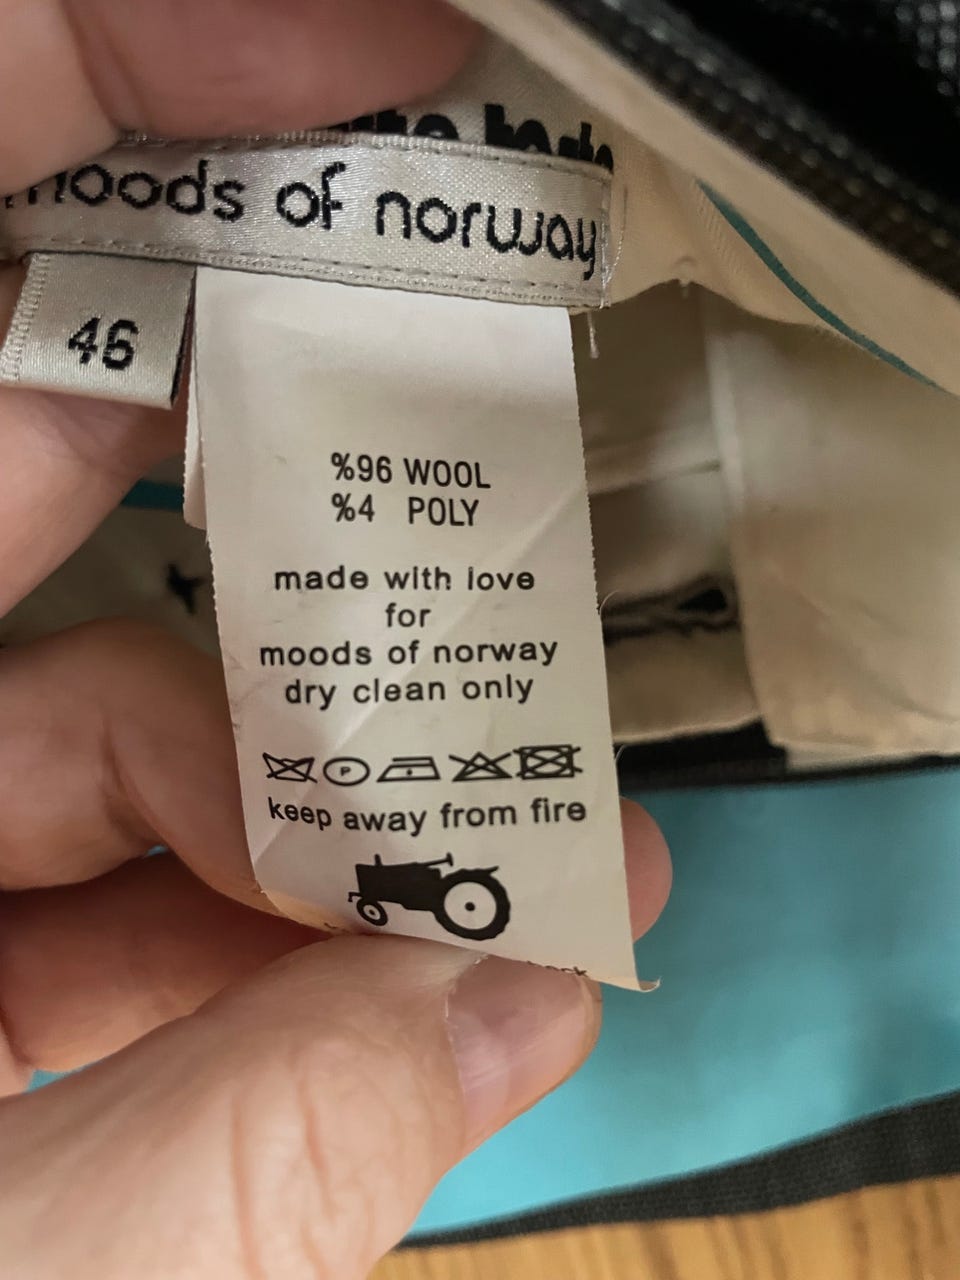 moods of norway
46
%96 WOOL
%4 POLY
made with love
for
moods of norway
dry clean only
P
keep away from fire